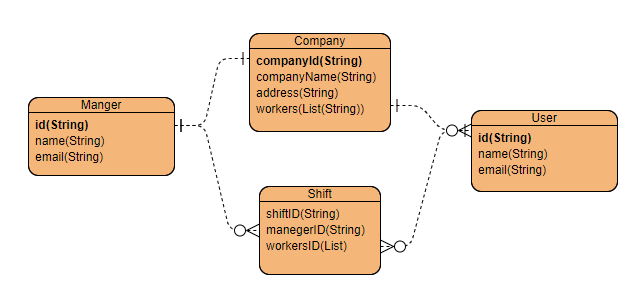 Company
companyId(String)
companyName(String)
address(String)
workers(List(String))
Manger
id(String)
name(String)
email(String)
User
id(String)
name(String)
email(String)
Shift
shiftID(String)
manegerID(String)
workersID(List)